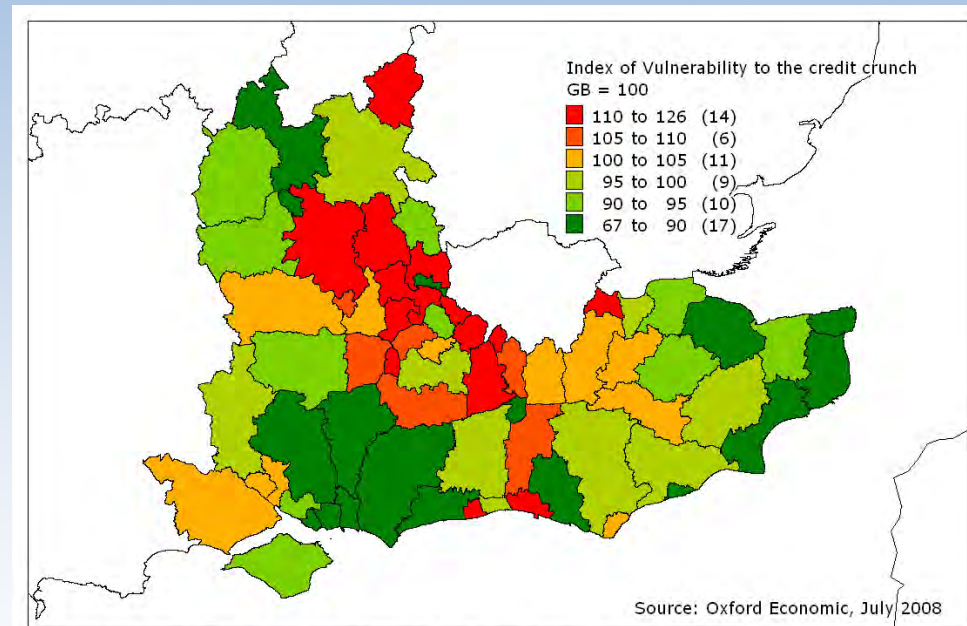 Index of Vulnerability to the credit crunch
GB = 100
110 to 126 (14)
105 to 110 (6)
100 to 105 (11)
95 to 100 (9)
90 to 95 (10)
67 to 90 (17)
Source: Oxford Economic, July 2008